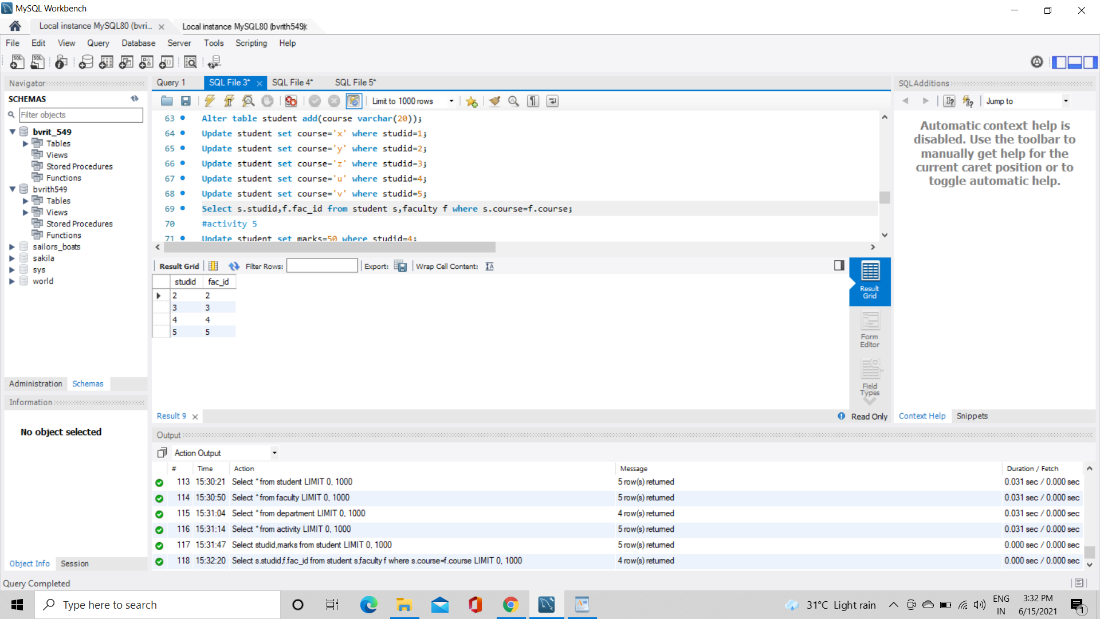 MySQL Workbench
Local instance MySQL80 (bvri... × Local instance MySQL80 (bvrith549) ×
File Edit View Query Database Server Tools Scripting Help
Navigator
SCHEMAS
Filter objects
bvrit_549
Tables
Views
Stored Procedures
Functions
bvrith549
Tables
Views
Stored Procedures
Functions
sailors_boats
sakila
sys
world
Administration Schemas
Information
No object selected
Object Info Session
Query 1 SQL File 3* × SQL File 4* SQL File 5*
Limit to 1000 rows
63 Alter table student add(course varchar(20));
64 Update student set course='x' where studid=1;
65 Update student set course='y' where studid=2;
66 Update student set course='z' where studid=3;
67 Update student set course='u' where studid=4;
68 Update student set course='v' where studid=5;
69 Select s.studid,f.fac_id from student s,faculty f where s.course=f.course;
70 #activity 5
71 Update student set marks=50 where studid=4;
Result Grid Filter Rows: Export: Wrap Cell Content:
studid fac_id
2 2
3 3
4 4
5 5
Result Grid
Form Editor
Field Types
Result 9 × Read Only
SQLAdditions
Jump to
Automatic context help is
disabled. Use the toolbar to
manually get help for the
current caret position or to
toggle automatic help.
Context Help Snippets
Output
Action Output
# Time Action Message Duration / Fetch
113 15:30:21 Select * from student LIMIT 0, 1000 5 row(s) returned 0.031 sec / 0.000 sec
114 15:30:50 Select * from faculty LIMIT 0, 1000 5 row(s) returned 0.031 sec / 0.000 sec
115 15:31:04 Select * from department LIMIT 0, 1000 4 row(s) returned 0.031 sec / 0.000 sec
116 15:31:14 Select * from activity LIMIT 0, 1000 5 row(s) returned 0.031 sec / 0.000 sec
117 15:31:47 Select studid,marks from student LIMIT 0, 1000 5 row(s) returned 0.000 sec / 0.000 sec
118 15:32:20 Select s.studid,f.fac_id from student s,faculty f where s.course=f.course LIMIT 0, 1000 4 row(s) returned 0.000 sec / 0.000 sec
Query Completed
Type here to search
31°C Light rain
ENG
IN
3:32 PM
6/15/2021
1